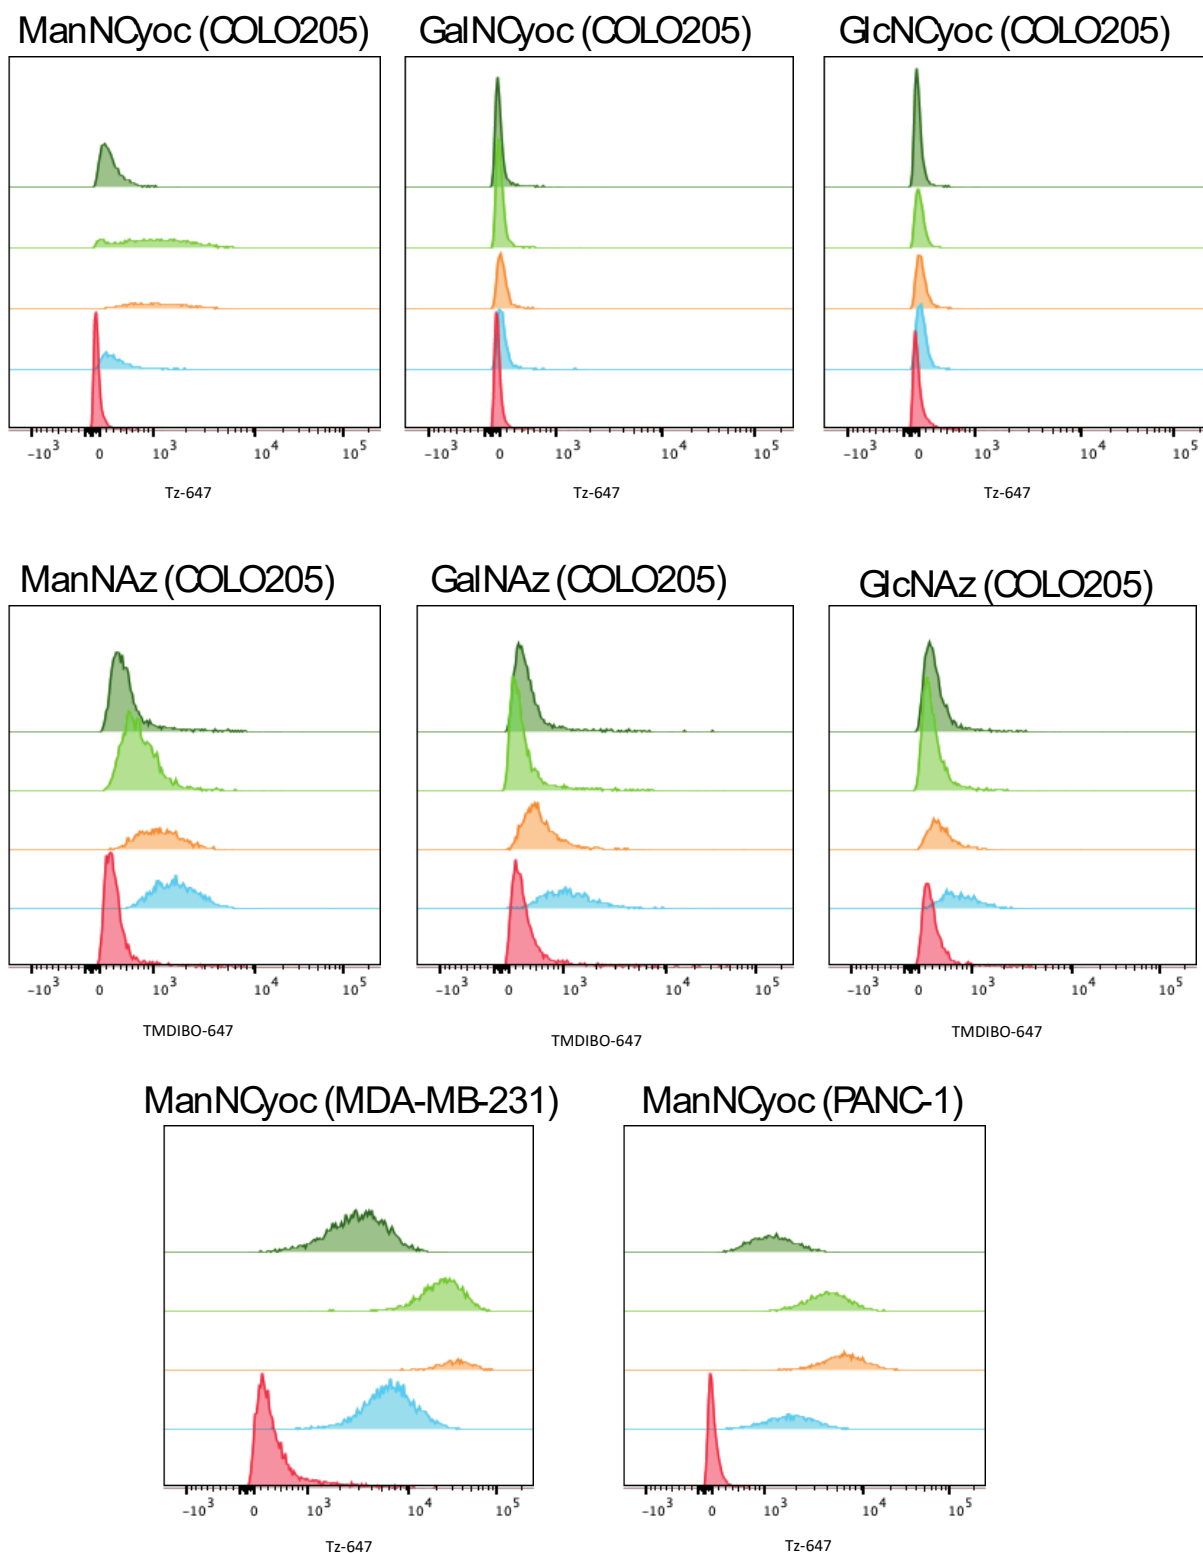 ManNCyoc (COLO205) GalNCyoc (COLO205) GlcNCyoc (COLO205)
-10³ 0 10³ 10⁴ 10⁵ -10³ 0 10³ 10⁴ 10⁵ -10³ 0 10³ 10⁴ 10⁵
Tz-647 Tz-647 Tz-647
ManNAz (COLO205) GalNAz (COLO205) GlcNAz (COLO205)
-10³ 0 10³ 10⁴ 10⁵ -10³ 0 10³ 10⁴ 10⁵ -10³ 0 10³ 10⁴ 10⁵
TMDIBO-647 TMDIBO-647 TMDIBO-647
ManNCyoc (MDA-MB-231) ManNCyoc (PANC-1)
-10³ 0 10³ 10⁴ 10⁵ -10³ 0 10³ 10⁴ 10⁵
Tz-647 Tz-647